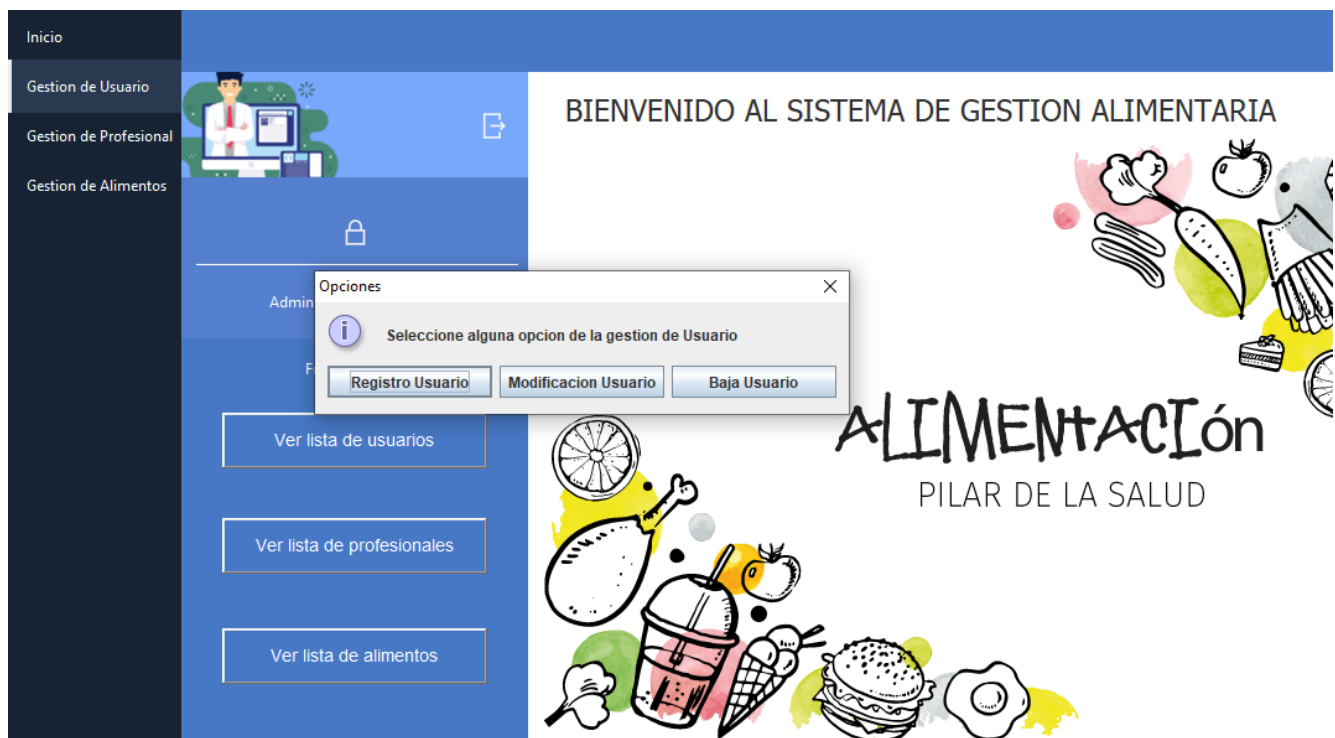 Inicio
Gestion de Usuario
Gestion de Profesional
Gestion de Alimentos
BIENVENIDO AL SISTEMA DE GESTION ALIMENTARIA
Opciones
Seleccione alguna opcion de la gestion de Usuario
Registro Usuario Modificacion Usuario Baja Usuario
Ver lista de usuarios
Ver lista de profesionales
Ver lista de alimentos
ALIMENtACIón
PILAR DE LA SALUD